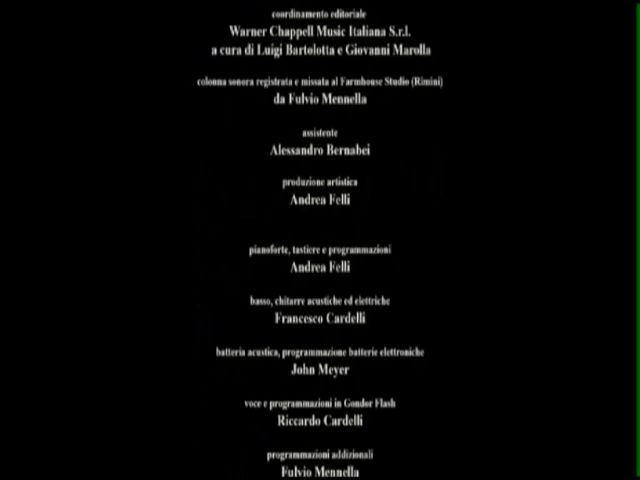 coordinamento editoriale
Warner Chappell Music Italiana S.r.l.
a cura di Luigi Bartolotta e Giovanni Marolla
colonna sonora registrata e missata al Farmhouse Studio (Rimini)
da Fulvio Mennella
assistente
Alessandro Bernabei
produzione artistica
Andrea Felli
pianoforte, tastiere e programmazioni
Andrea Felli
basso, chitarre acustiche ed elettriche
Francesco Cardelli
batteria acustica, programmazione batterie elettroniche
John Meyer
voce e programmazioni in Gondor Flash
Riccardo Cardelli
programmazioni addizionali
Fulvio Mennella